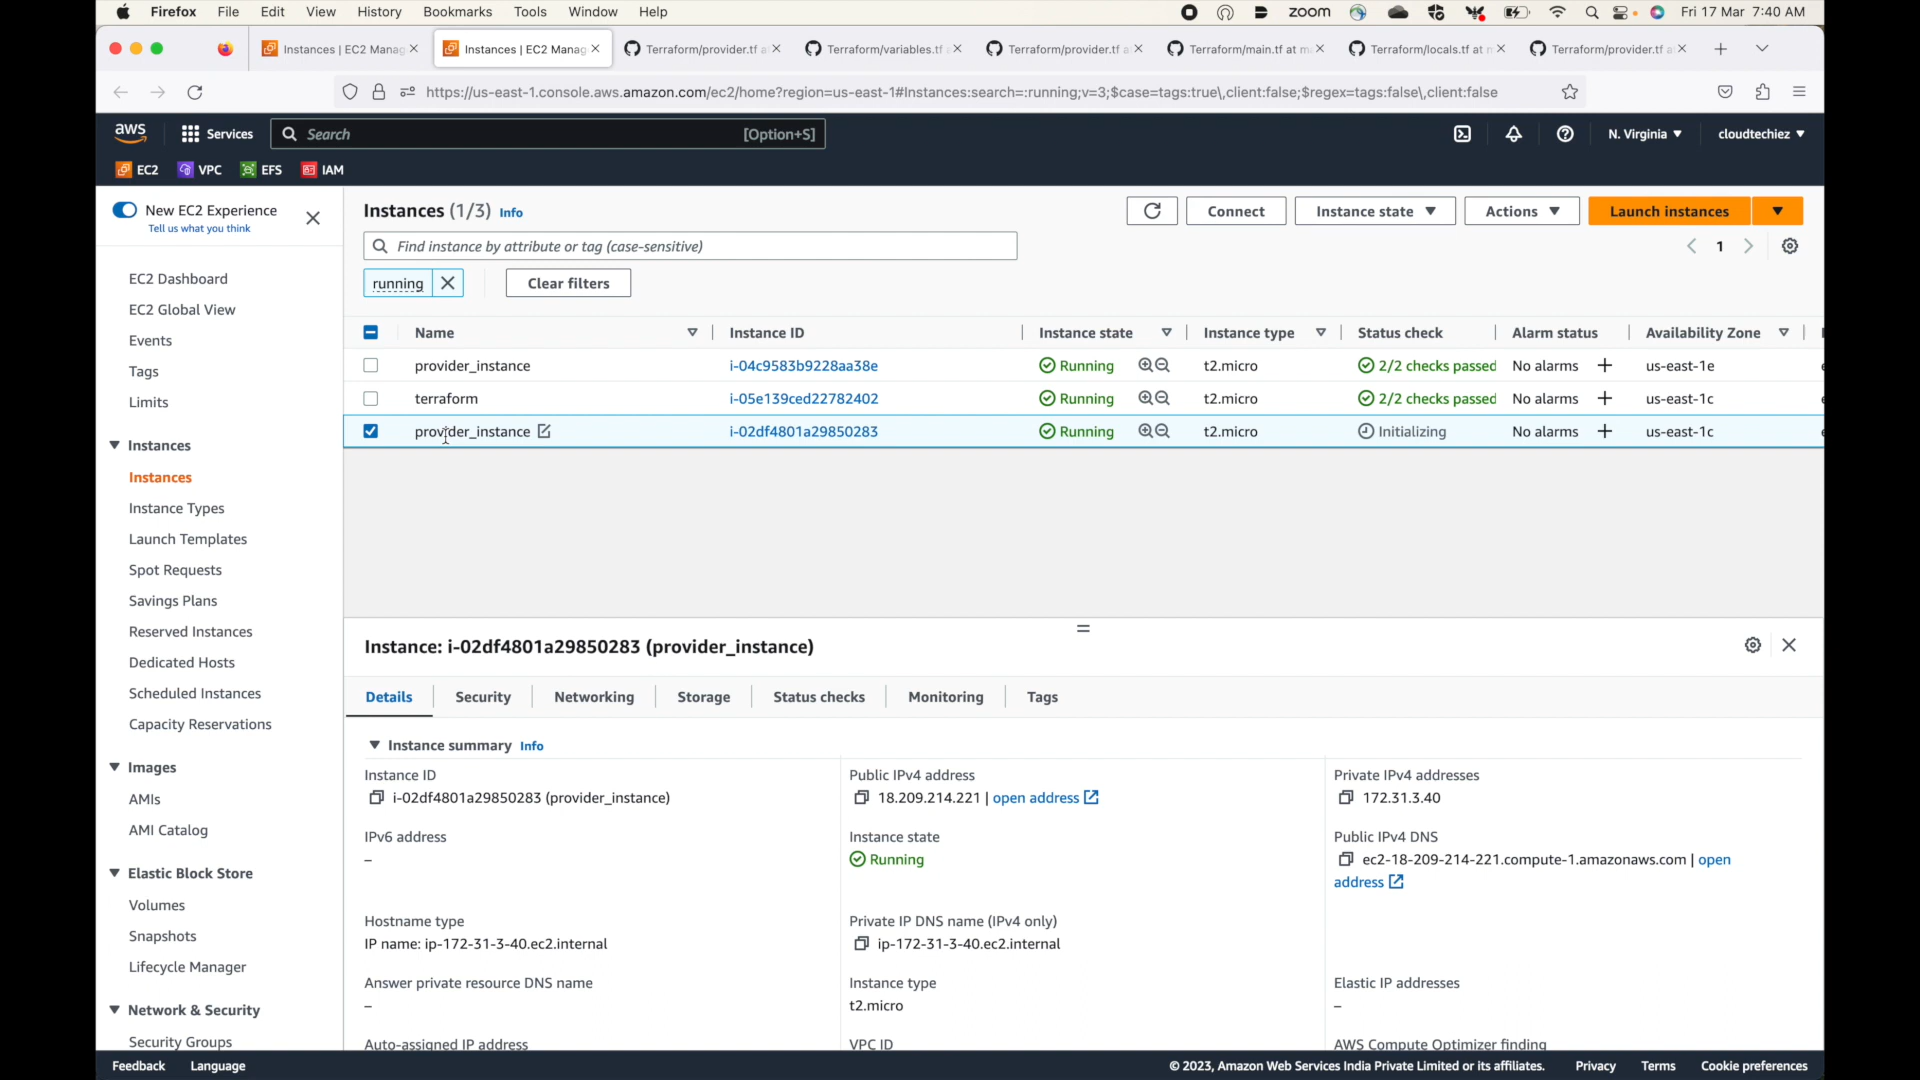 Firefox File Edit View History Bookmarks Tools Window Help zoom Fri 17 Mar 7:40 AM
Instances | EC2 Manag Instances | EC2 Manag Terraform/provider.tf a Terraform/variables.tf Terraform/provider.tf a Terraform/main.tf at m Terraform/locals.tf at Terraform/provider.tf a
https://us-east-1.console.aws.amazon.com/ec2/home?region=us-east-1#Instances:search=:running;v=3;$case=tags:true\,client:false;$regex=tags:false\,client:false
aws Services Search [Option+S] N. Virginia cloudtechiez
EC2 VPC EFS IAM
New EC2 Experience
Tell us what you think
EC2 Dashboard
EC2 Global View
Events
Tags
Limits
Instances
Instances
Instance Types
Launch Templates
Spot Requests
Savings Plans
Reserved Instances
Dedicated Hosts
Scheduled Instances
Capacity Reservations
Images
AMIs
AMI Catalog
Elastic Block Store
Volumes
Snapshots
Lifecycle Manager
Network & Security
Security Groups
Instances (1/3) Info Connect Instance state Actions Launch instances
Find instance by attribute or tag (case-sensitive) 1
running Clear filters
Name Instance ID Instance state Instance type Status check Alarm status Availability Zone
provider_instance i-04c9583b9228aa38e Running t2.micro 2/2 checks passed No alarms us-east-1e
terraform i-05e139ced22782402 Running t2.micro 2/2 checks passed No alarms us-east-1c
provider_instance i-02df4801a29850283 Running t2.micro Initializing No alarms us-east-1c
Instance: i-02df4801a29850283 (provider_instance)
Details Security Networking Storage Status checks Monitoring Tags
Instance summary Info
Instance ID
i-02df4801a29850283 (provider_instance)
Public IPv4 address
18.209.214.221 | open address
Private IPv4 addresses
172.31.3.40
IPv6 address
–
Instance state
Running
Public IPv4 DNS
ec2-18-209-214-221.compute-1.amazonaws.com | open
address
Hostname type
IP name: ip-172-31-3-40.ec2.internal
Private IP DNS name (IPv4 only)
ip-172-31-3-40.ec2.internal
Answer private resource DNS name
–
Instance type
t2.micro
Elastic IP addresses
–
Auto-assigned IP address
VPC ID
AWS Compute Optimizer finding
Feedback Language © 2023, Amazon Web Services India Private Limited or its affiliates. Privacy Terms Cookie preferences